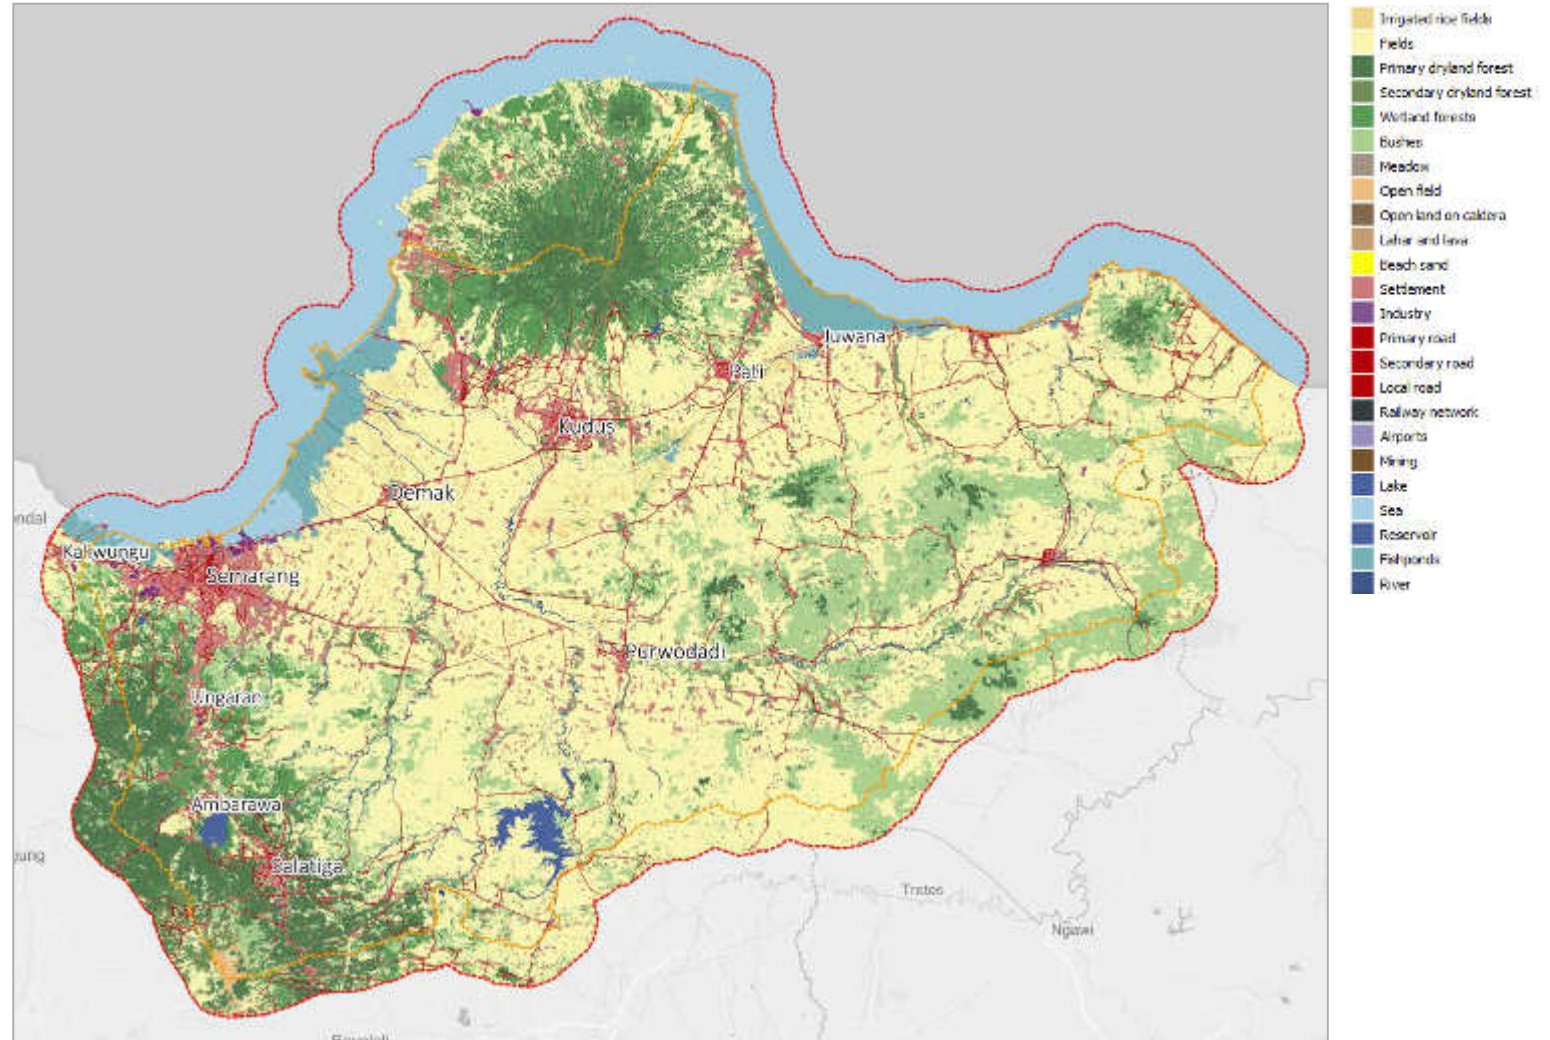 Irrigated rice fields
Fields
Primary dryland forest
Secondary dryland forest
Wetland forests
Bushes
Meadow
Open field
Open land on caldera
Lahar and lava
Beach sand
Settlement
Industry
Primary road
Secondary road
Local road
Railway network
Airports
Mining
Lake
Sea
Reservoir
Fishponds
River
Juwana
Pati
Kudus
Demak
ndal
Kaliwungu
Semarang
Purwodadi
Ungaran
Ambarawa
ung
Salatiga
Ngawi